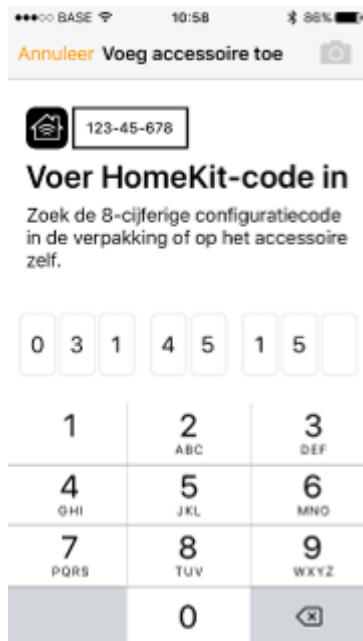 BASE 10:58 86%
Annuleer Voeg accessoire toe
123-45-678
Voer HomeKit-code in
Zoek de 8-cijferige configuratiecode
in de verpakking of op het accessoire
zelf.
0 3 1 4 5 1 5
1 2 3
ABC DEF
4 5 6
GHI JKL MNO
7 8 9
PQRS TUV WXYZ
0